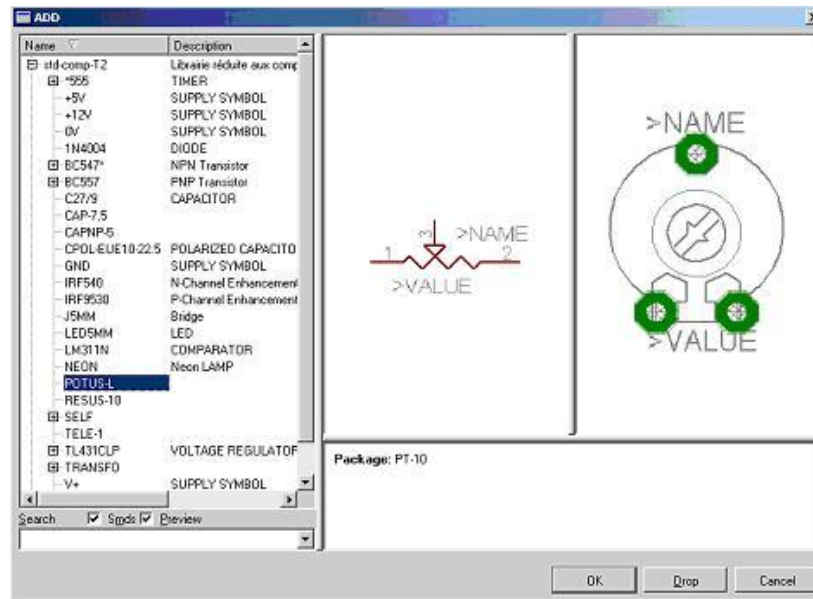 ADD
Name Description
std-comp-T2 Librairie réduite aux comp
*555 TIMER
+5V SUPPLY SYMBOL
+12V SUPPLY SYMBOL
0V SUPPLY SYMBOL
1N4004 DIODE
BC547* NPN Transistor
BC557 PNP Transistor
C27/9 CAPACITOR
CAP-7,5
CAPNP-5
CPOL-EUE10-22.5 POLARIZED CAPACITO
GND SUPPLY SYMBOL
IRF540 N-Channel Enhancement
IRF9530 P-Channel Enhancement
J5MM Bridge
LED5MM LED
LM311N COMPARATOR
NEON Neon LAMP
POTUS-L
RESUS-10
SELF
TELE-1
TL431CLP VOLTAGE REGULATOR
TRANSFO
V+ SUPPLY SYMBOL
Search Smds Preview
3 >NAME
1 2
>VALUE
>NAME
>VALUE
Package: PT-10
OK Drop Cancel